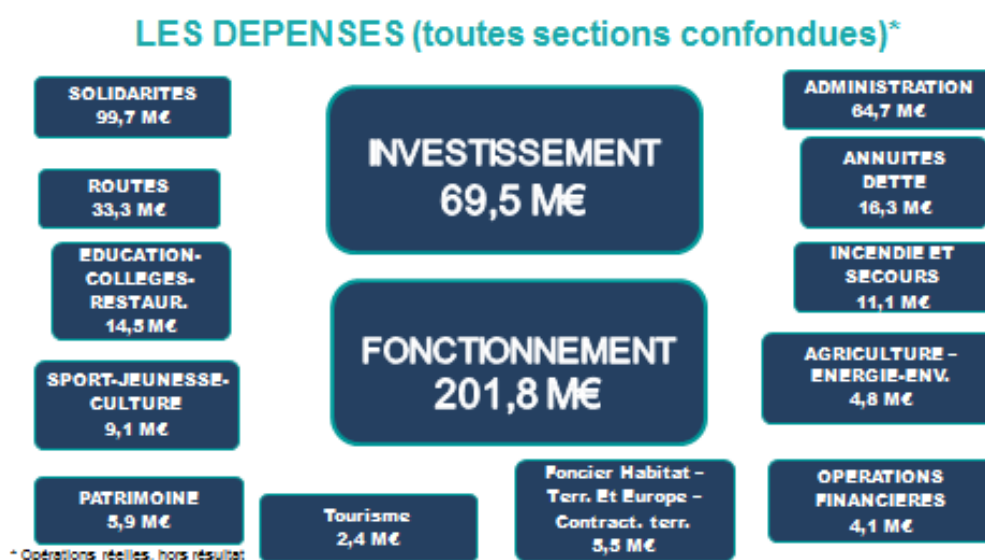 LES DEPENSES (toutes sections confondues)*
SOLIDARITES
99,7 M€
ROUTES
33,3 M€
EDUCATION-
COLLEGES-
RESTAUR.
14,5 M€
SPORT-JEUNESSE-
CULTURE
9,1 M€
PATRIMOINE
5,9 M€
INVESTISSEMENT
69,5 M€
FONCTIONNEMENT
201,8 M€
Tourisme
2,4 M€
Foncier Habitat –
Terr. Et Europe –
Contract. terr.
5,5 M€
ADMINISTRATION
64,7 M€
ANNUITES
DETTE
16,3 M€
INCENDIE ET
SECOURS
11,1 M€
AGRICULTURE –
ENERGIE-ENV.
4,8 M€
OPERATIONS
FINANCIERES
4,1 M€
* Opérations réelles, hors résultat